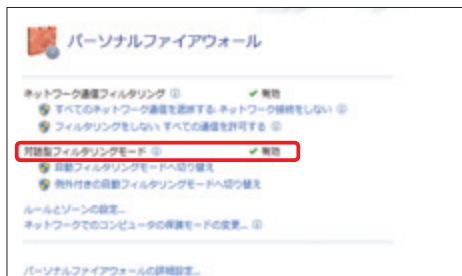 パーソナルファイアウォール
ネットワーク通信フィルタリング 有効
すべてのネットワーク通信を遮断する:ネットワーク接続をしない
フィルタリングをしない:すべての通信を許可する
対話型フィルタリングモード 有効
自動フィルタリングモードへ切り替え
例外付きの自動フィルタリングモードへ切り替え
ルールとゾーンの設定...
ネットワークでのコンピュータの保護モードの変更...
パーソナルファイアウォールの詳細設定...